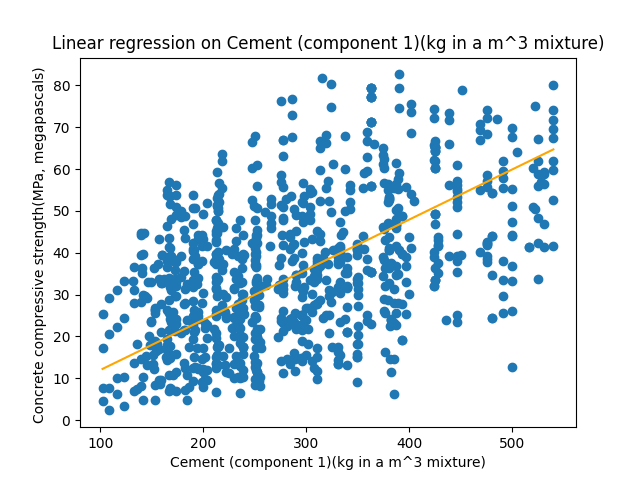 Linear regression on Cement (component 1)(kg in a m^3 mixture)
Concrete compressive strength(MPa, megapascals)
80
70
60
50
40
30
20
10
0
100 200 300 400 500
Cement (component 1)(kg in a m^3 mixture)